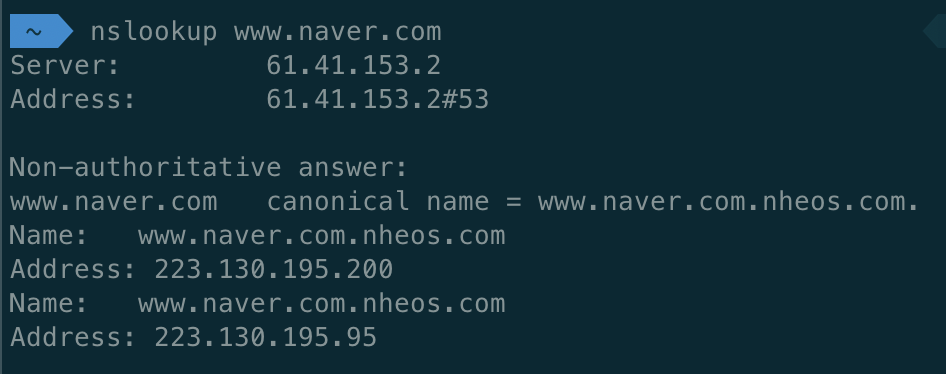 ~ nslookup www.naver.com
Server:         61.41.153.2
Address:        61.41.153.2#53
Non-authoritative answer:
www.naver.com   canonical name = www.naver.com.nheos.com.
Name:   www.naver.com.nheos.com
Address: 223.130.195.200
Name:   www.naver.com.nheos.com
Address: 223.130.195.95